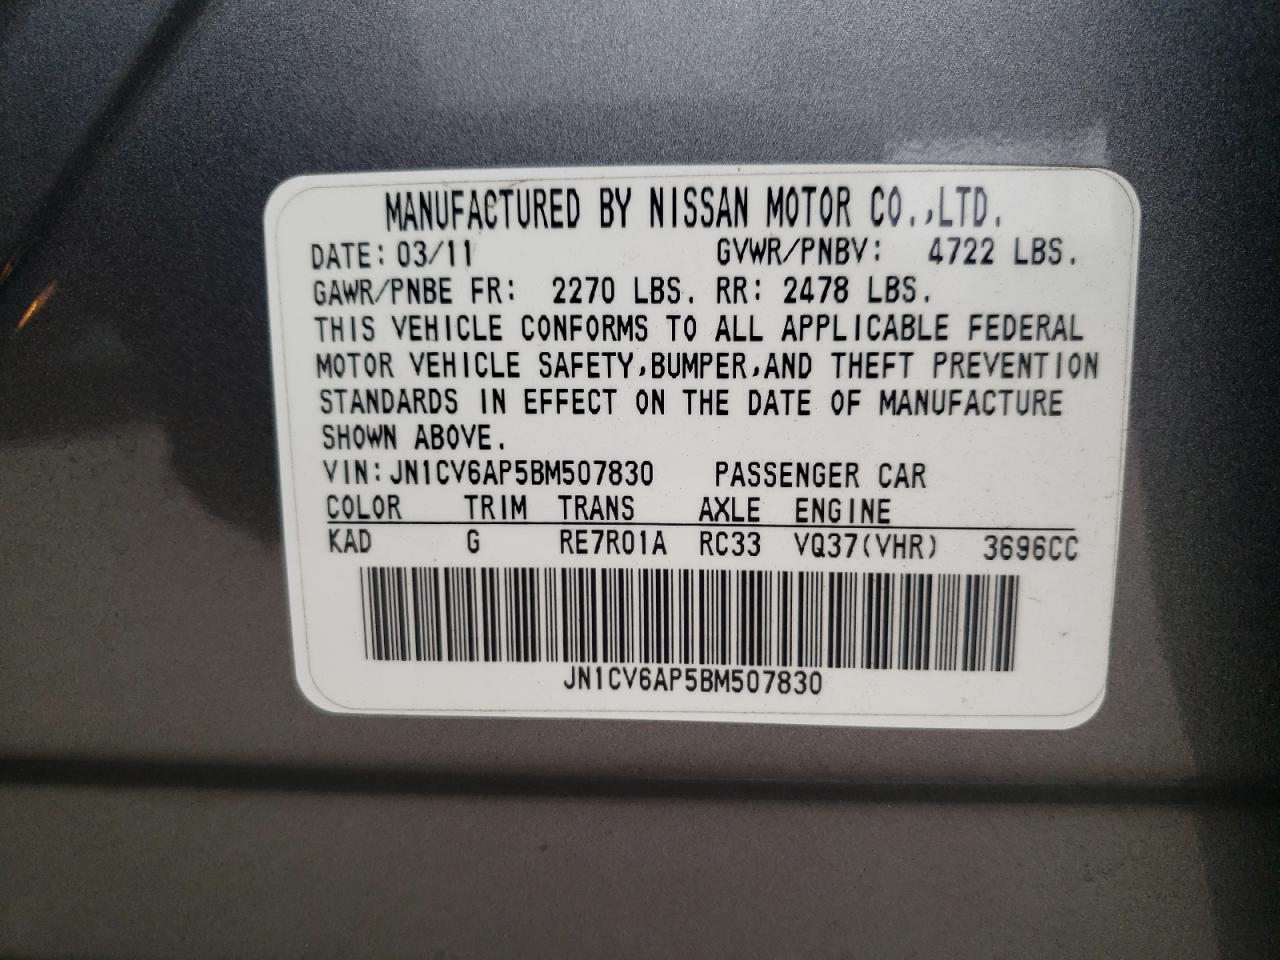 MANUFACTURED BY NISSAN MOTOR CO.,LTD.
DATE: 03/11 GVWR/PNBV: 4722 LBS.
GAWR/PNBE FR: 2270 LBS. RR: 2478 LBS.
THIS VEHICLE CONFORMS TO ALL APPLICABLE FEDERAL
MOTOR VEHICLE SAFETY,BUMPER,AND THEFT PREVENTION
STANDARDS IN EFFECT ON THE DATE OF MANUFACTURE
SHOWN ABOVE.
VIN: JN1CV6AP5BM507830 PASSENGER CAR
COLOR TRIM TRANS AXLE ENGINE
KAD G RE7R01A RC33 VQ37(VHR) 3696CC
JN1CV6AP5BM507830